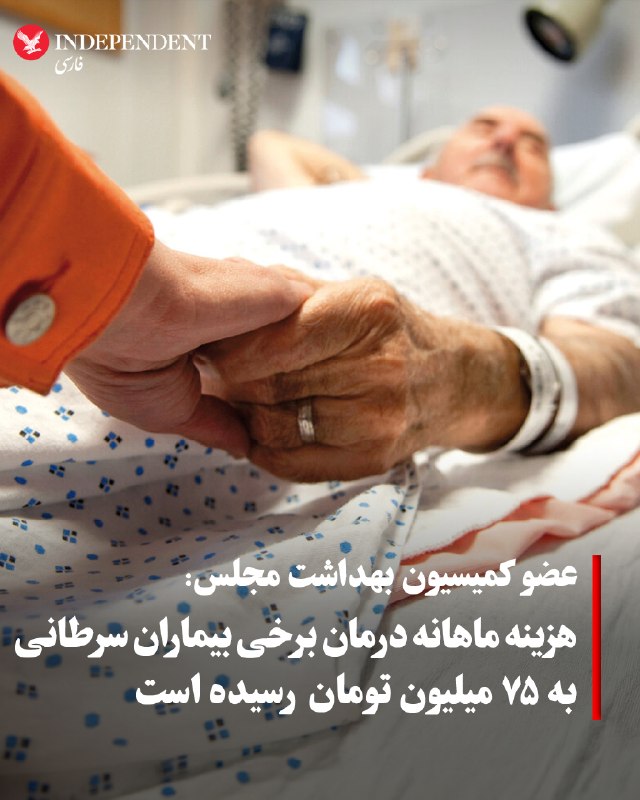 INDEPENDENT
فارسی
عضو کمیسیون بهداشت مجلس:
هزینه ماهانه درمان برخی بیماران سرطانی
به ۷۵ میلیون تومان رسیده است